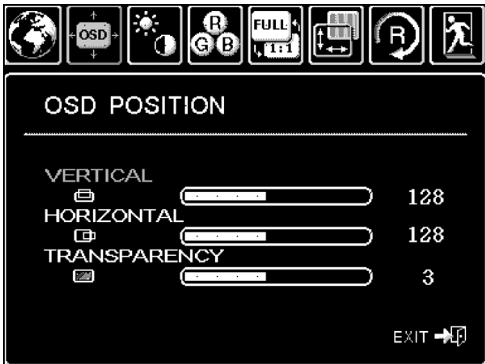 OSD
R
G B
FULL
1:1
R
OSD POSITION
VERTICAL
128
HORIZONTAL
128
TRANSPARENCY
3
EXIT